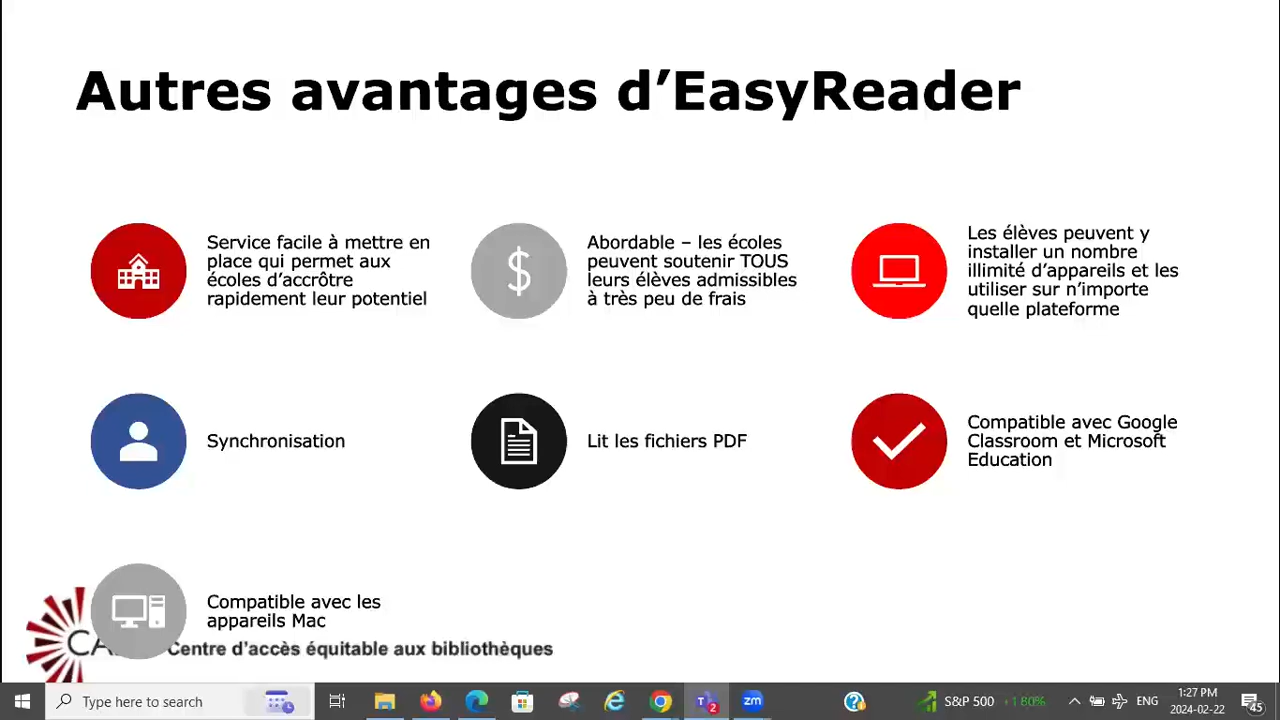 Autres avantages d’EasyReader
Service facile à mettre en
place qui permet aux
écoles d’accrôtre
rapidement leur potentiel
Abordable – les écoles
peuvent soutenir TOUS
leurs élèves admissibles
à très peu de frais
Les élèves peuvent y
installer un nombre
illimité d’appareils et les
utiliser sur n’importe
quelle plateforme
Synchronisation
Lit les fichiers PDF
Compatible avec Google
Classroom et Microsoft
Education
Compatible avec les
appareils Mac
Centre d’accès équitable aux bibliothèques
Type here to search
S&P 500 +1.80%
ENG
1:27 PM
2024-02-22
45
zm